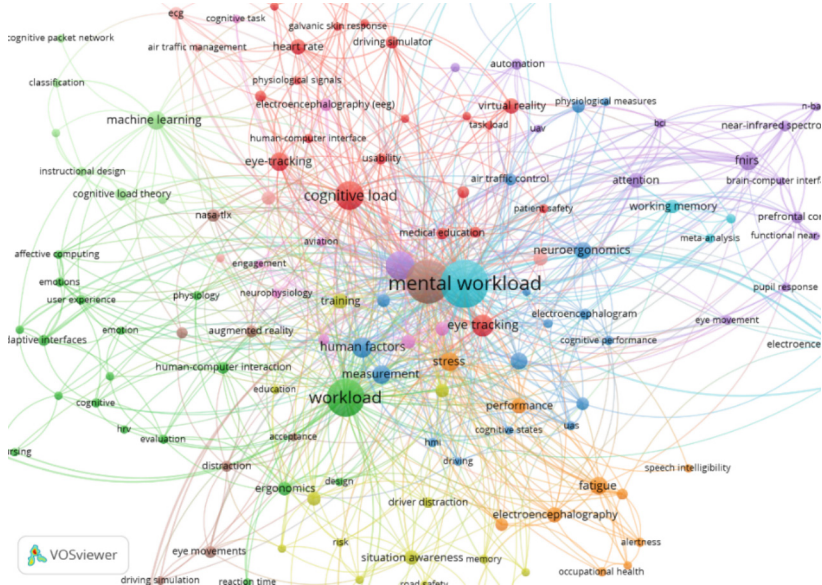 ecg
cognitive task
galvanic skin response
cognitive packet network
air traffic management
heart rate
driving simulator
automation
classification
physiological signals
electroencephalography (eeg)
virtual reality
physiological measures
machine learning
task load
uav
bci
near-infrared spectro
human-computer interface
usability
eye-tracking
fnirs
instructional design
air traffic control
attention
brain-computer interfa
cognitive load theory
cognitive load
working memory
nasa-tlx
patient safety
prefrontal cor
medical education
meta-analysis
functional near
aviation
neuroergonomics
affective computing
engagement
emotions
mental workload
pupil response
user experience
physiology
neurophysiology
training
electroencephalogram
eye movement
emotion
augmented reality
eye tracking
daptive interfaces
human factors
cognitive performance
electroence
human-computer interaction
stress
measurement
education
workload
cognitive
performance
hrv
evaluation
acceptance
cognitive states
uas
hmi
distraction
driving
speech intelligibility
ergonomics
design
fatigue
driver distraction
electroencephalography
risk
alertness
eye movements
situation awareness
memory
occupational health
driving simulation
reaction time
road safety
VOSviewer